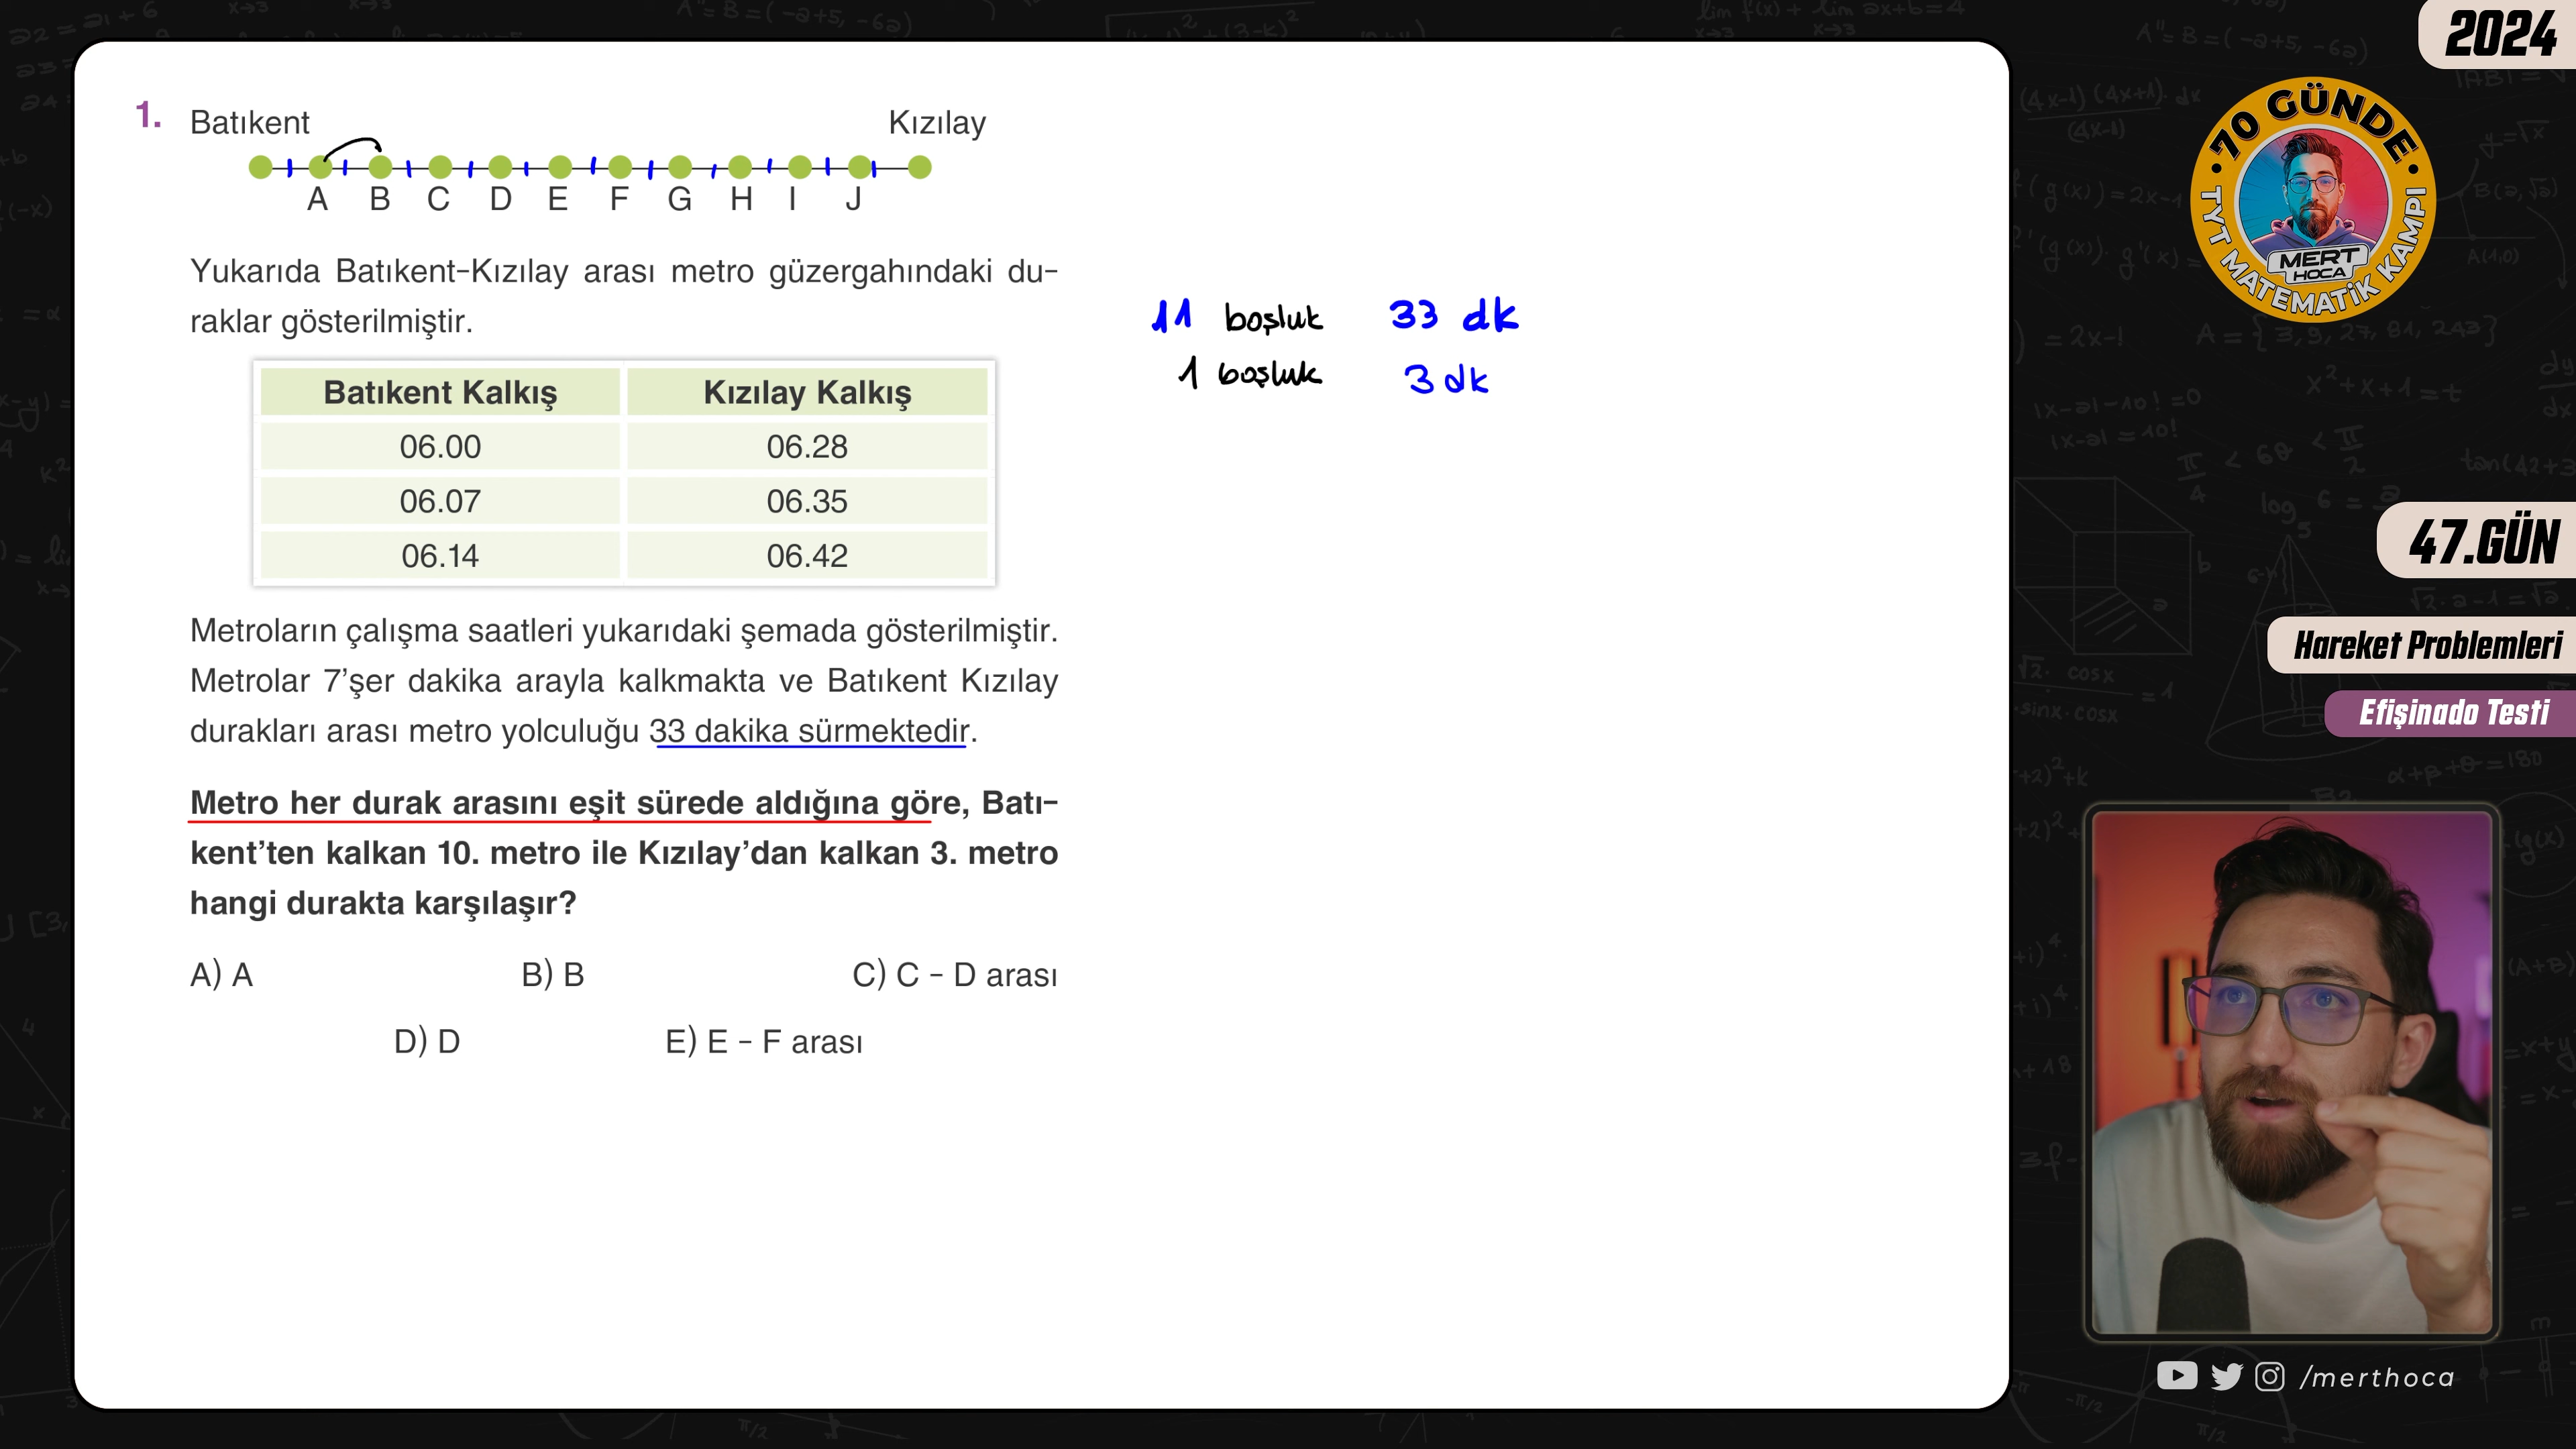 2024
70 GÜNDE
TYT MATEMATİK KAMPI
MERT
HOCA
1.
Batıkent
Kızılay
A B C D E F G H I J
Yukarıda Batıkent-Kızılay arası metro güzergahındaki du-
raklar gösterilmiştir.
11 boşluk 33 dk
1 boşluk 3 dk
Batıkent Kalkış Kızılay Kalkış
06.00 06.28
06.07 06.35
06.14 06.42
Metroların çalışma saatleri yukarıdaki şemada gösterilmiştir.
Metrolar 7'şer dakika arayla kalkmakta ve Batıkent Kızılay
durakları arası metro yolculuğu 33 dakika sürmektedir.
Metro her durak arasını eşit sürede aldığına göre, Batı-
kent'ten kalkan 10. metro ile Kızılay'dan kalkan 3. metro
hangi durakta karşılaşır?
A) A B) B C) C - D arası
D) D E) E - F arası
47.GÜN
Hareket Problemleri
Efişinado Testi
/merthoca